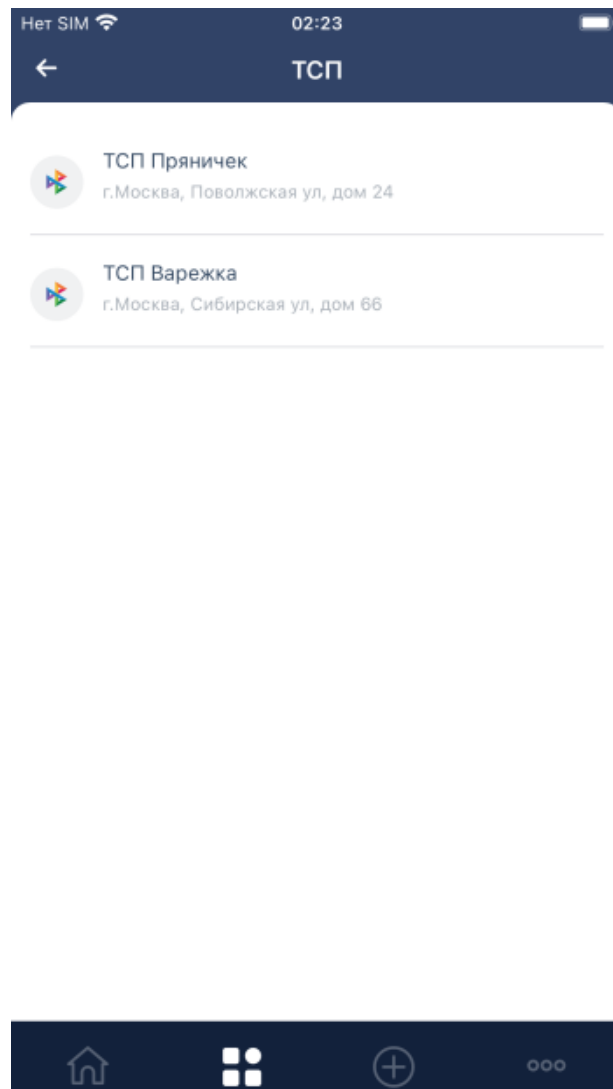 Нет SIM 02:23
ТСП
ТСП Пряничек
г.Москва, Поволжская ул, дом 24
ТСП Варежка
г.Москва, Сибирская ул, дом 66